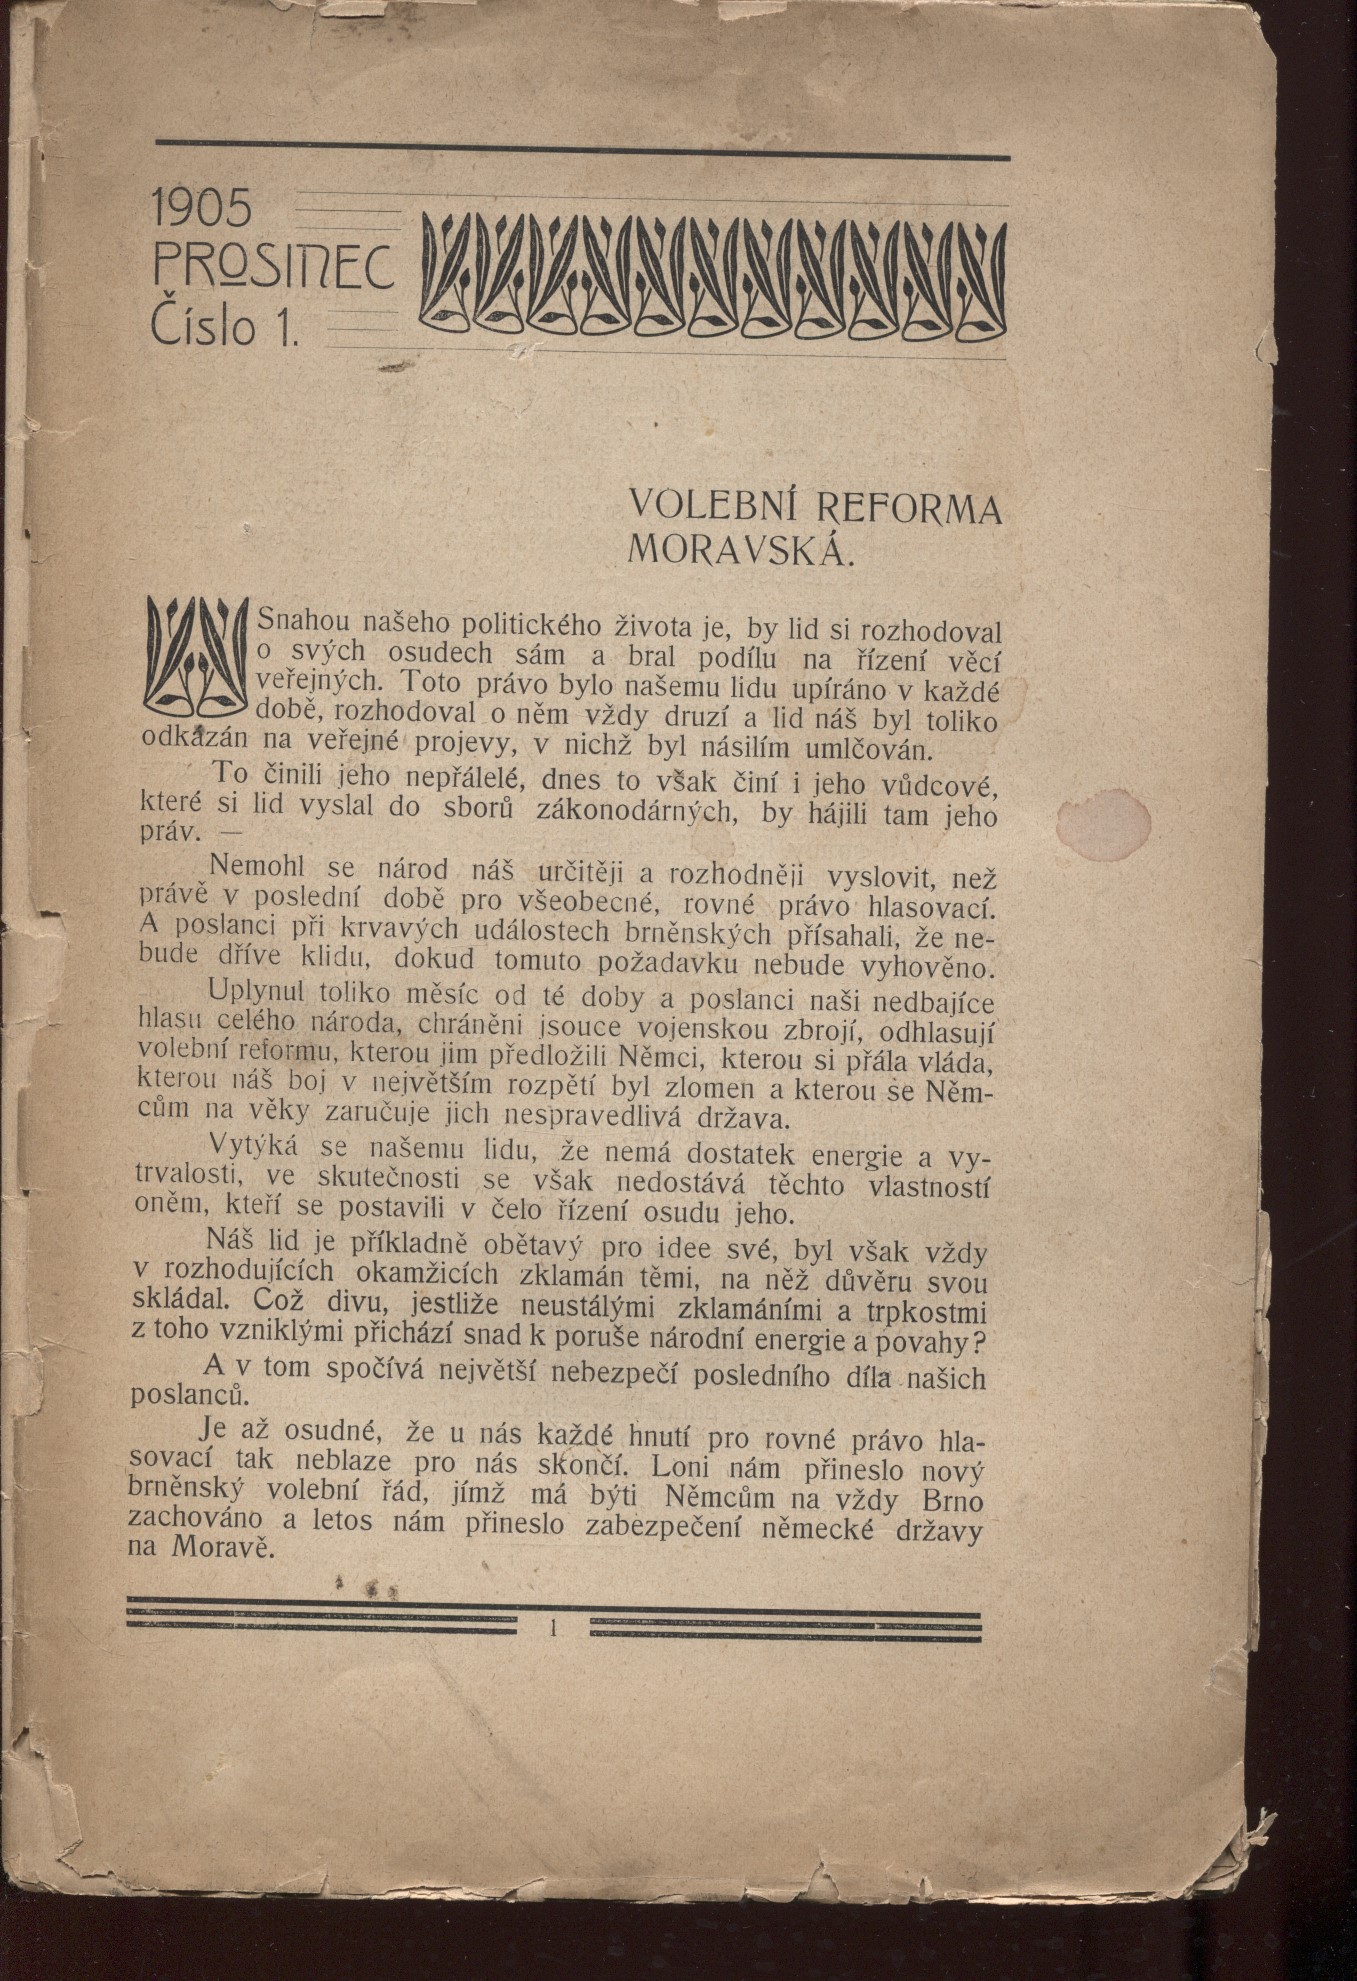 1905
PROSINEC
Číslo 1.
VOLEBNÍ REFORMA
MORAVSKÁ.
Snahou našeho politického života je, by lid si rozhodoval
o svých osudech sám a bral podílu na řízení věcí
veřejných. Toto právo bylo našemu lidu upíráno v každé
době, rozhodoval o něm vždy druzí a lid náš byl toliko
odkázán na veřejné projevy, v nichž byl násilím umlčován.
To činili jeho nepřálelé, dnes to však činí i jeho vůdcové,
které si lid vyslal do sborů zákonodárných, by hájili tam jeho
práv. —
Nemohl se národ náš určitěji a rozhodněji vyslovit, než
právě v poslední době pro všeobecné, rovné právo hlasovací.
A poslanci při krvavých událostech brněnských přísahali, že ne-
bude dříve klidu, dokud tomuto požadavku nebude vyhověno.
Uplynul toliko měsíc od té doby a poslanci naši nedbajíce
hlasu celého národa, chráněni jsouce vojenskou zbrojí, odhlasují
volební reformu, kterou jim předložili Němci, kterou si přála vláda,
kterou náš boj v největším rozpětí byl zlomen a kterou se Něm-
cům na věky zaručuje jich nespravedlivá država.
Vytýká se našemu lidu, že nemá dostatek energie a vy-
trvalosti, ve skutečnosti se však nedostává těchto vlastností
oněm, kteří se postavili v čelo řízení osudu jeho.
Náš lid je příkladně obětavý pro idee své, byl však vždy
v rozhodujících okamžicích zklamán těmi, na něž důvěru svou
skládal. Což divu, jestliže neustálými zklamáními a trpkostmi
z toho vzniklými přichází snad k poruše národní energie a povahy?
A v tom spočívá největší nebezpečí posledního díla našich
poslanců.
Je až osudné, že u nás každé hnutí pro rovné právo hla-
sovací tak neblaze pro nás skončí. Loni nám přineslo nový
brněnský volební řád, jímž má býti Němcům na vždy Brno
zachováno a letos nám přineslo zabezpečení německé državy
na Moravě.
1